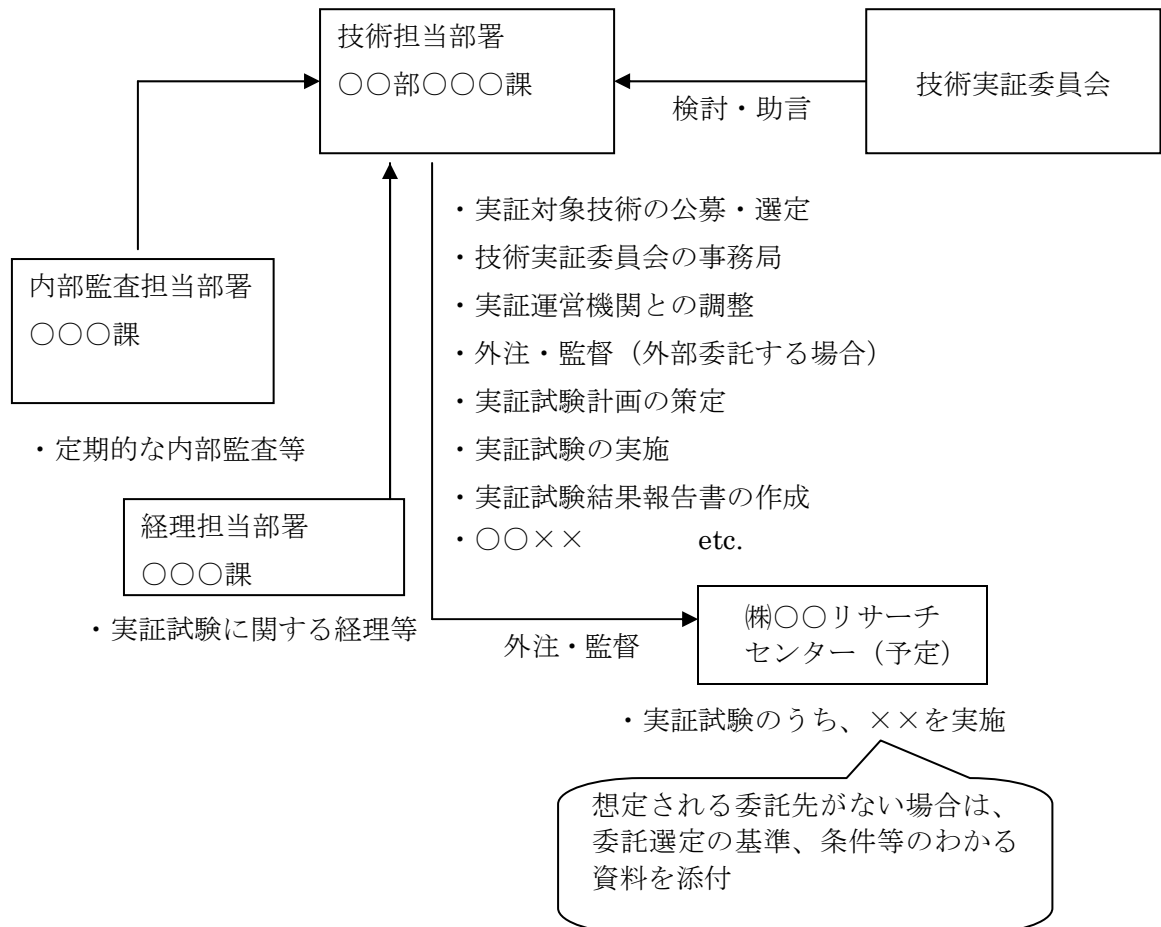 技術担当部署
○○部○○○課
技術実証委員会
検討・助言
・実証対象技術の公募・選定
・技術実証委員会の事務局
・実証運営機関との調整
・外注・監督（外部委託する場合）
・実証試験計画の策定
・実証試験の実施
・実証試験結果報告書の作成
・○○×× etc.
内部監査担当部署
○○○課
・定期的な内部監査等
経理担当部署
○○○課
・実証試験に関する経理等
外注・監督
㈱○○リサーチ
センター（予定）
・実証試験のうち、××を実施
想定される委託先がない場合は、
委託選定の基準、条件等のわかる
資料を添付